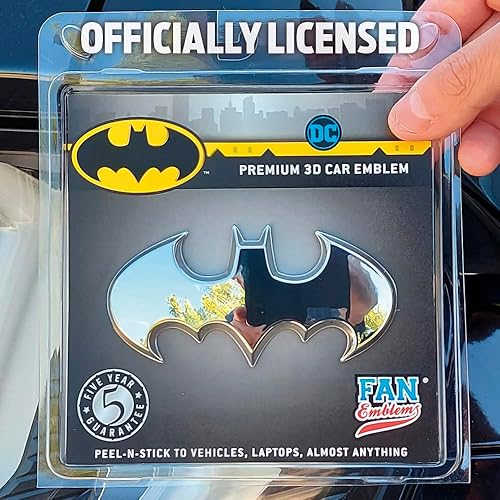 OFFICIALLY LICENSED
DC
™
PREMIUM 3D CAR EMBLEM
FIVE YEAR
5
GUARANTEE
FAN®
Emblems
PEEL-N-STICK TO VEHICLES, LAPTOPS, ALMOST ANYTHING